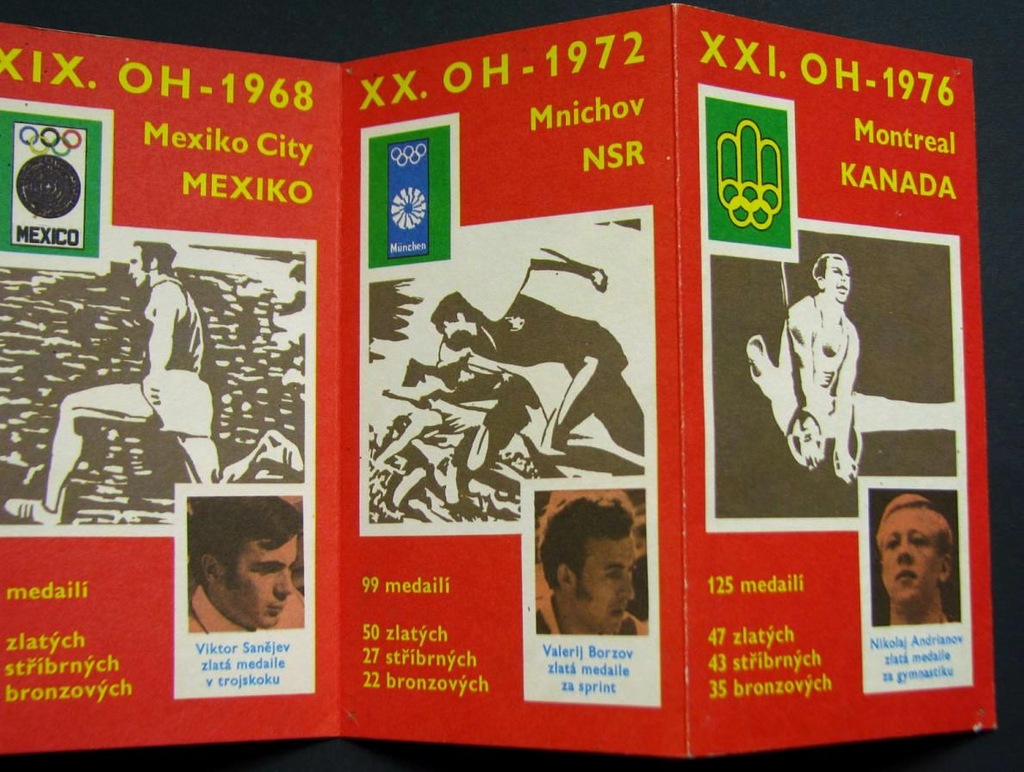 XIX. OH-1968
Mexiko City
MEXIKO
MEXICO
medailí
zlatých
stříbrných
bronzových
Viktor Sanějev
zlatá medaile
v trojskoku
XX. OH-1972
Mnichov
NSR
München
99 medailí
50 zlatých
27 stříbrných
22 bronzových
Valerij Borzov
zlatá medaile
za sprint
XXI. OH-1976
Montreal
KANADA
125 medailí
47 zlatých
43 stříbrných
35 bronzových
Nikolaj Andrianov
zlatá medaile
za gymnastiku